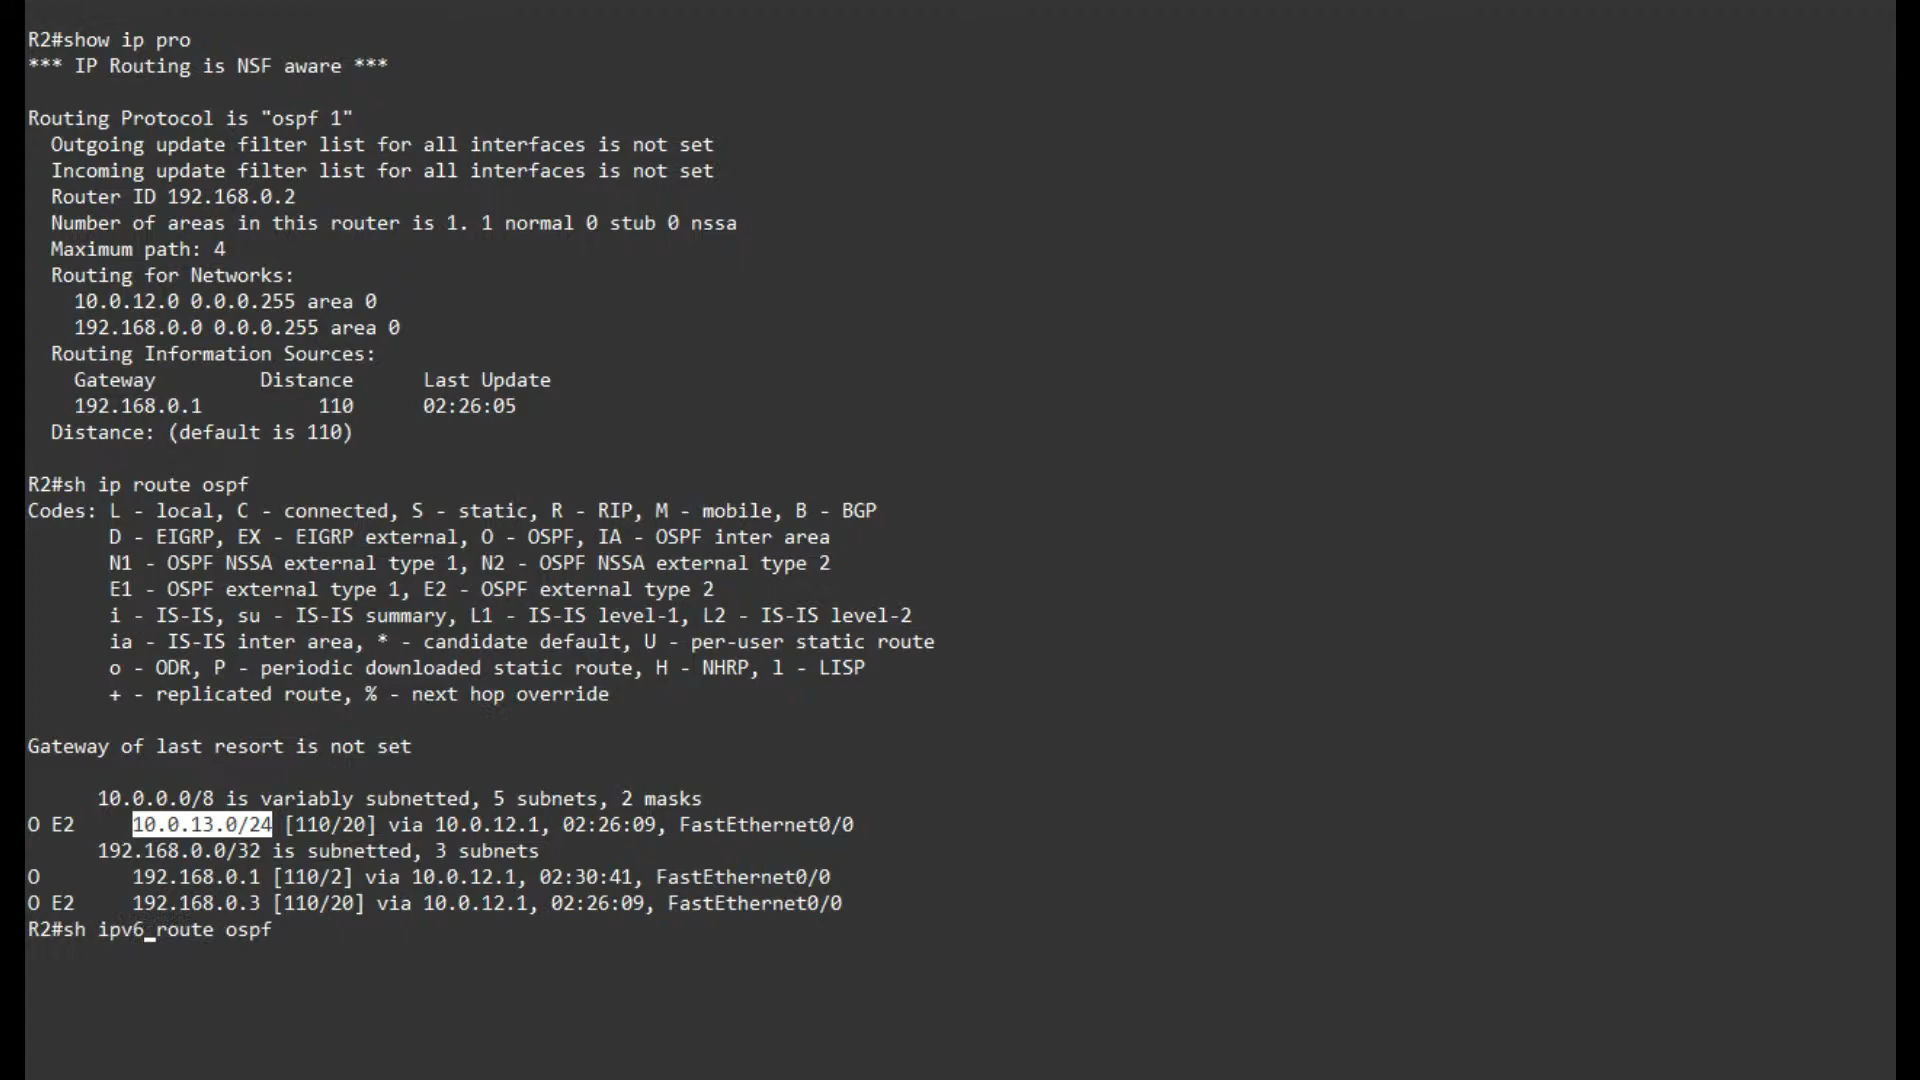 R2#show ip pro
*** IP Routing is NSF aware ***
Routing Protocol is "ospf 1"
Outgoing update filter list for all interfaces is not set
Incoming update filter list for all interfaces is not set
Router ID 192.168.0.2
Number of areas in this router is 1. 1 normal 0 stub 0 nssa
Maximum path: 4
Routing for Networks:
10.0.12.0 0.0.0.255 area 0
192.168.0.0 0.0.0.255 area 0
Routing Information Sources:
Gateway Distance Last Update
192.168.0.1 110 02:26:05
Distance: (default is 110)
R2#sh ip route ospf
Codes: L - local, C - connected, S - static, R - RIP, M - mobile, B - BGP
D - EIGRP, EX - EIGRP external, O - OSPF, IA - OSPF inter area
N1 - OSPF NSSA external type 1, N2 - OSPF NSSA external type 2
E1 - OSPF external type 1, E2 - OSPF external type 2
i - IS-IS, su - IS-IS summary, L1 - IS-IS level-1, L2 - IS-IS level-2
ia - IS-IS inter area, * - candidate default, U - per-user static route
o - ODR, P - periodic downloaded static route, H - NHRP, l - LISP
+ - replicated route, % - next hop override
Gateway of last resort is not set
10.0.0.0/8 is variably subnetted, 5 subnets, 2 masks
O E2 10.0.13.0/24 [110/20] via 10.0.12.1, 02:26:09, FastEthernet0/0
192.168.0.0/32 is subnetted, 3 subnets
O 192.168.0.1 [110/2] via 10.0.12.1, 02:30:41, FastEthernet0/0
O E2 192.168.0.3 [110/20] via 10.0.12.1, 02:26:09, FastEthernet0/0
R2#sh ipv6 route ospf